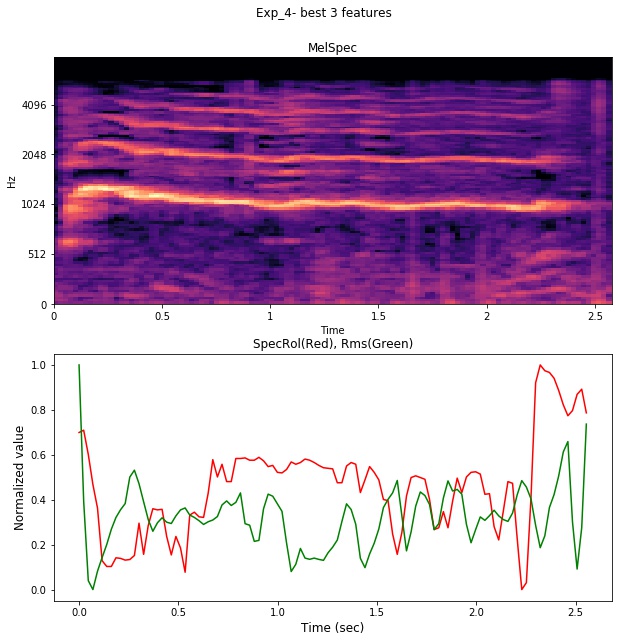 Exp_4- best 3 features
MelSpec
Hz
4096
2048
1024
512
0
0 0.5 1 1.5 2 2.5
Time
SpecRol(Red), Rms(Green)
Normalized value
1.0
0.8
0.6
0.4
0.2
0.0
0.0 0.5 1.0 1.5 2.0 2.5
Time (sec)